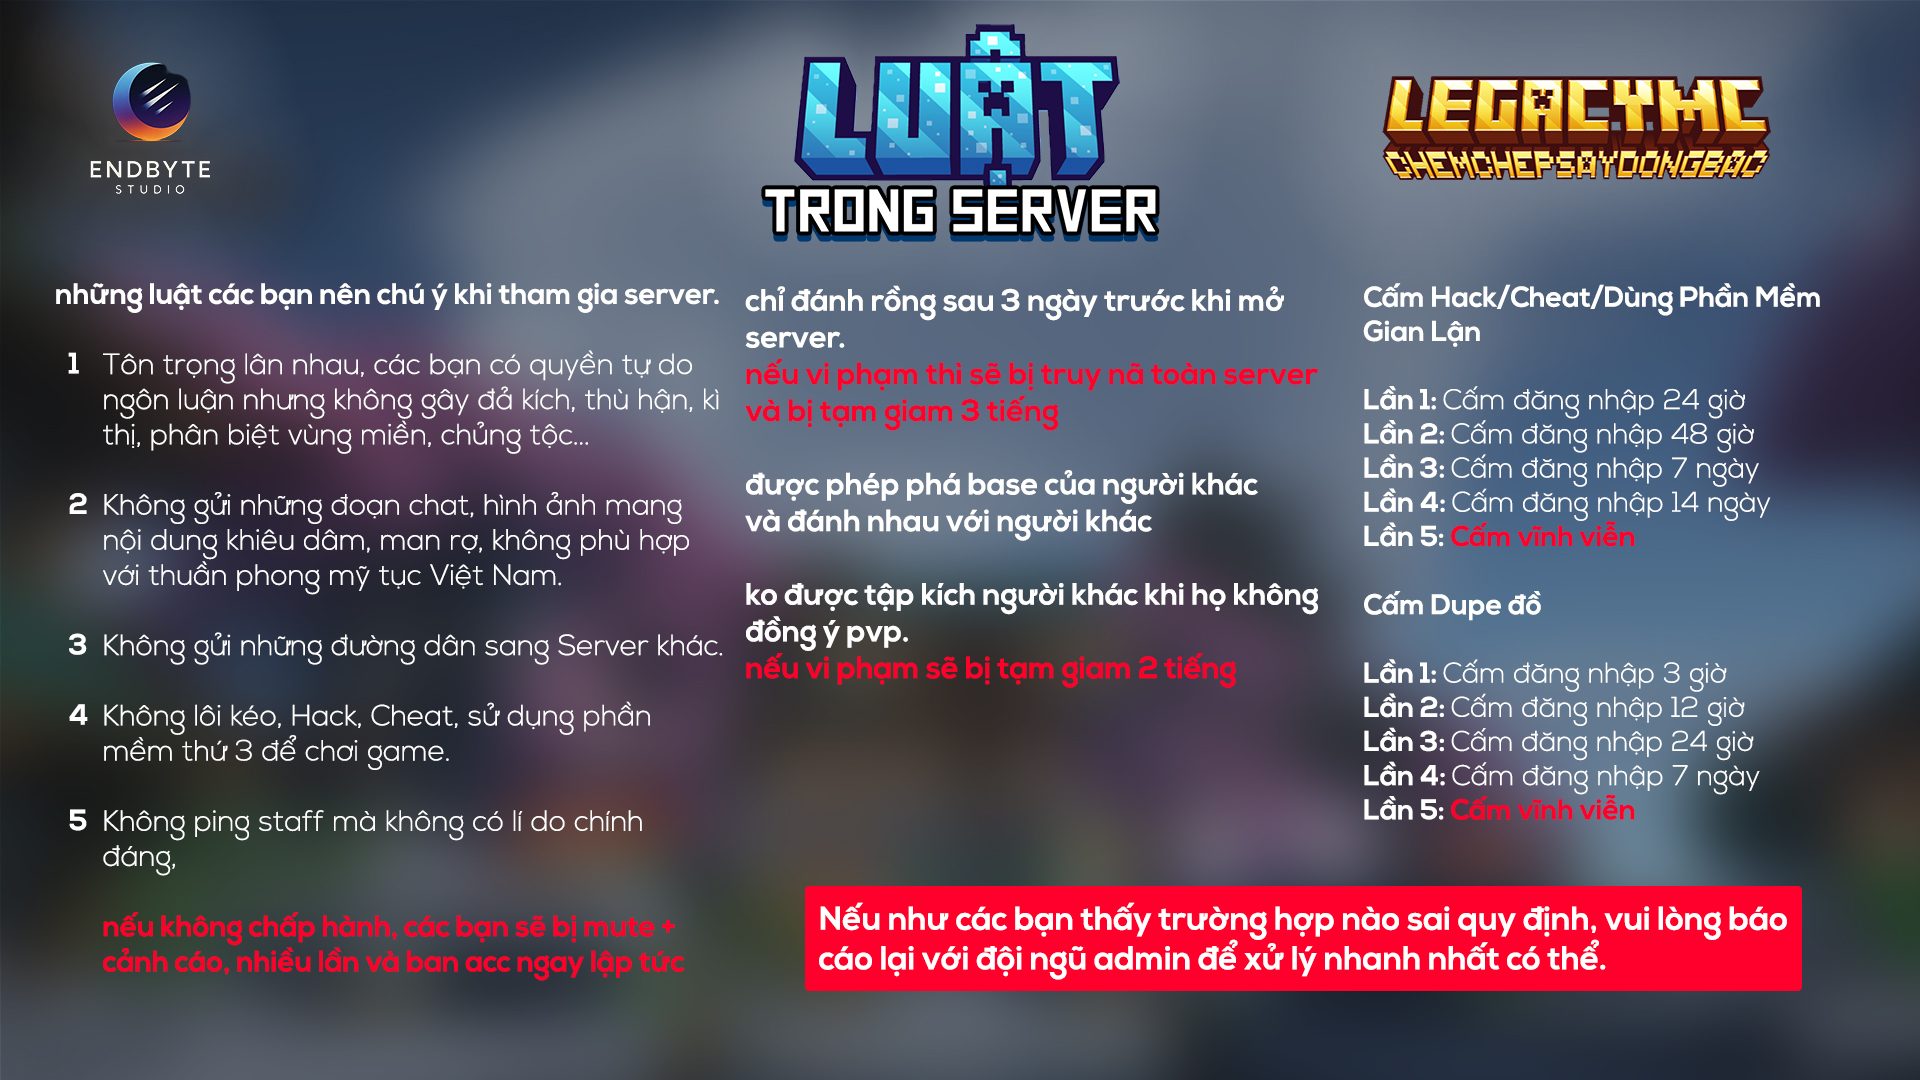 ENDBYTE
STUDIO
LUẬT
TRONG SERVER
LEGACYMC
CHEMCHEPSAYDONGBAC
những luật các bạn nên chú ý khi tham gia server.
1 Tôn trọng lân nhau, các bạn có quyền tự do
ngôn luận nhưng không gây đả kích, thù hận, kì
thị, phân biệt vùng miền, chủng tộc...
2 Không gửi những đoạn chat, hình ảnh mang
nội dung khiêu dâm, man rợ, không phù hợp
với thuần phong mỹ tục Việt Nam.
3 Không gửi những đường dân sang Server khác.
4 Không lôi kéo, Hack, Cheat, sử dụng phần
mềm thứ 3 để chơi game.
5 Không ping staff mà không có lí do chính
đáng,
nếu không chấp hành, các bạn sẽ bị mute +
cảnh cáo, nhiều lần và ban acc ngay lập tức
chỉ đánh rồng sau 3 ngày trước khi mở
server.
nếu vi phạm thì sẽ bị truy nã toàn server
và bị tạm giam 3 tiếng
được phép phá base của người khác
và đánh nhau với người khác
ko được tập kích người khác khi họ không
đồng ý pvp.
nếu vi phạm sẽ bị tạm giam 2 tiếng
Cấm Hack/Cheat/Dùng Phần Mềm
Gian Lận
Lần 1: Cấm đăng nhập 24 giờ
Lần 2: Cấm đăng nhập 48 giờ
Lần 3: Cấm đăng nhập 7 ngày
Lần 4: Cấm đăng nhập 14 ngày
Lần 5: Cấm vĩnh viễn
Cấm Dupe đồ
Lần 1: Cấm đăng nhập 3 giờ
Lần 2: Cấm đăng nhập 12 giờ
Lần 3: Cấm đăng nhập 24 giờ
Lần 4: Cấm đăng nhập 7 ngày
Lần 5: Cấm vĩnh viễn
Nếu như các bạn thấy trường hợp nào sai quy định, vui lòng báo
cáo lại với đội ngũ admin để xử lý nhanh nhất có thể.